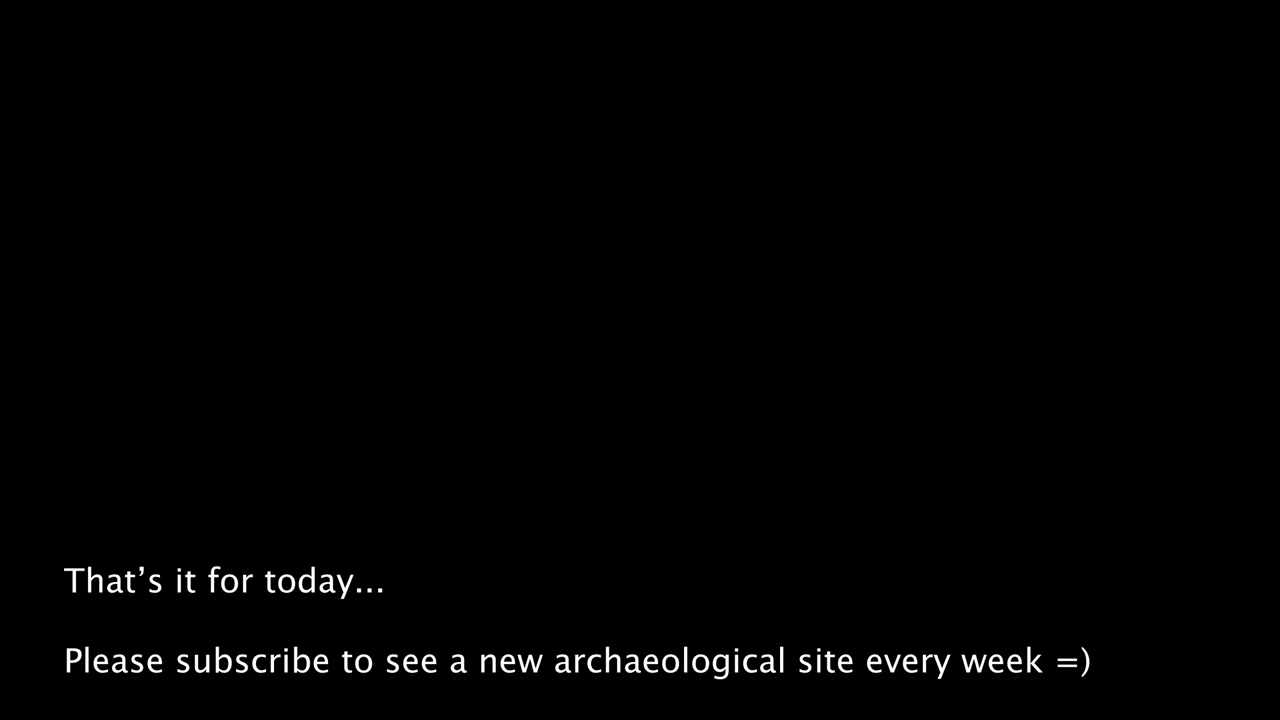 That’s it for today...
Please subscribe to see a new archaeological site every week =)